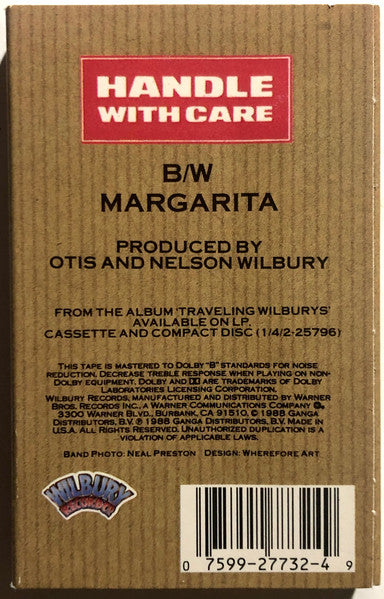 HANDLE
WITH CARE
B/W
MARGARITA
PRODUCED BY
OTIS AND NELSON WILBURY
FROM THE ALBUM 'TRAVELING WILBURYS'
AVAILABLE ON LP,
CASSETTE AND COMPACT DISC (1/4/2-25796)
THIS TAPE IS MASTERED TO DOLBY "B" STANDARDS FOR NOISE
REDUCTION. DECREASE TREBLE RESPONSE WHEN PLAYING ON NON-
DOLBY EQUIPMENT. DOLBY AND ARE TRADEMARKS OF DOLBY
LABORATORIES LICENSING CORPORATION.
WILBURY RECORDS, MANUFACTURED AND DISTRIBUTED BY WARNER
BROS. RECORDS INC., A WARNER COMMUNICATIONS COMPANY
3300 WARNER BLVD., BURBANK, CA 91510. © 1988 GANGA
DISTRIBUTORS, B.V. ℗ 1988 GANGA DISTRIBUTORS, B.V. MADE IN
U.S.A. ALL RIGHTS RESERVED. UNAUTHORIZED DUPLICATION IS A
VIOLATION OF APPLICABLE LAWS.
BAND PHOTO: NEAL PRESTON DESIGN: WHEREFORE ART
WILBURY
RECORDS
0 7599-27732-4 9